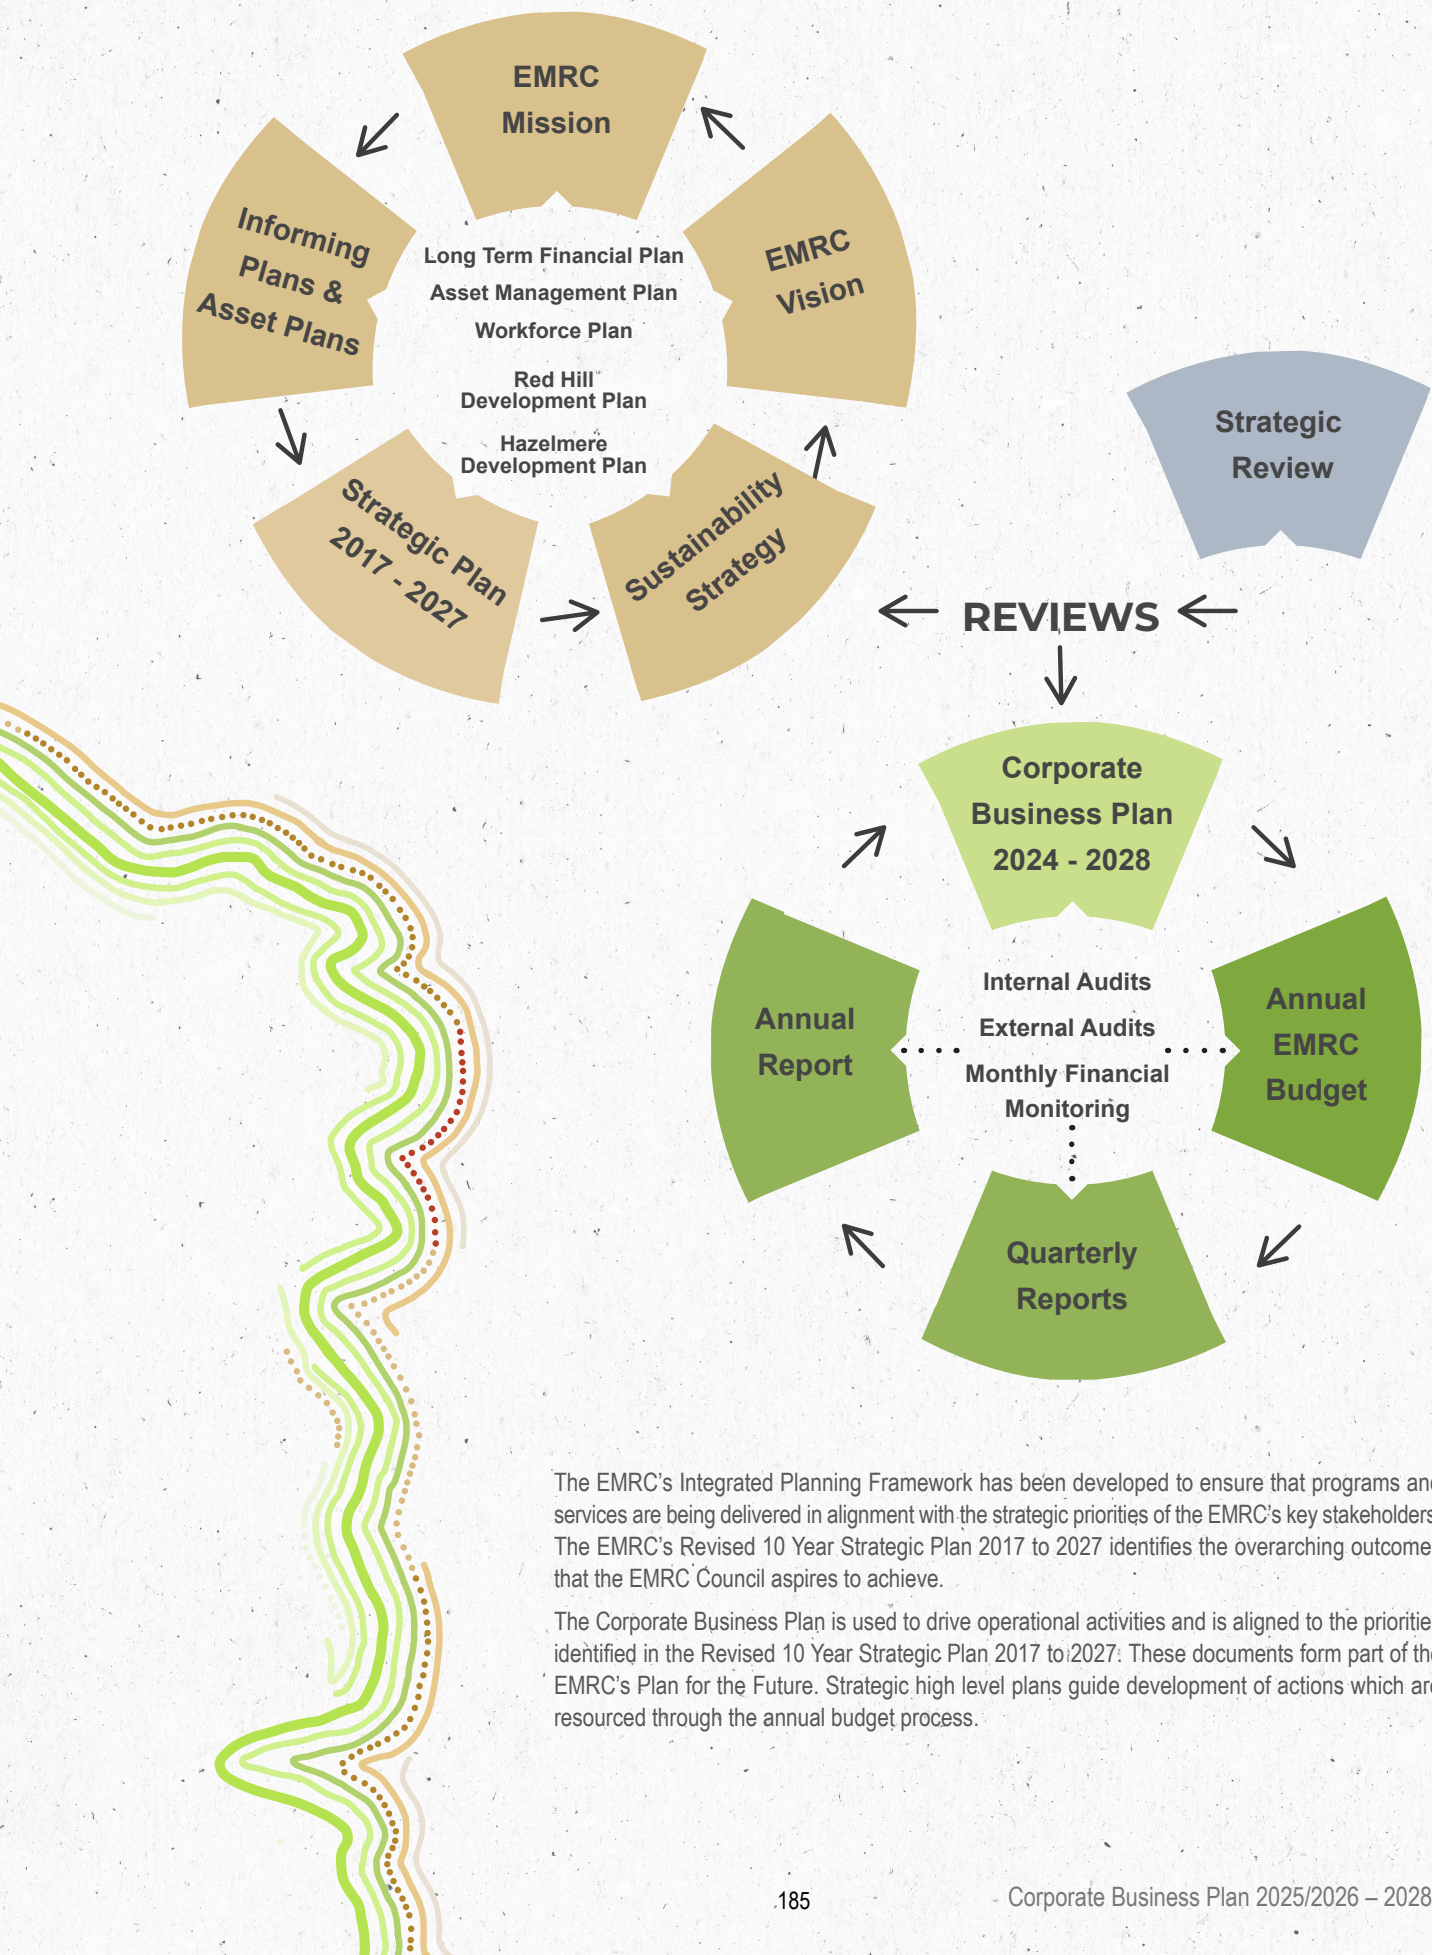 EMRC
Mission
Informing
Plans &
Asset Plans
EMRC
Vision
Long Term Financial Plan
Asset Management Plan
Workforce Plan
Red Hill
Development Plan
Hazelmere
Development Plan
Strategic Plan
2017 - 2027
Sustainability
Strategy
Strategic
Review
REVIEWS
Corporate
Business Plan
2024 - 2028
Annual
Report
Internal Audits
External Audits
Monthly Financial
Monitoring
Annual
EMRC
Budget
Quarterly
Reports
The EMRC’s Integrated Planning Framework has been developed to ensure that programs
services are being delivered in alignment with the strategic priorities of the EMRC’s key stakeholders
The EMRC’s Revised 10 Year Strategic Plan 2017 to 2027 identifies the overarching
that the EMRC Council aspires to achieve.
The Corporate Business Plan is used to drive operational activities and is aligned to the
identified in the Revised 10 Year Strategic Plan 2017 to 2027. These documents form part of
EMRC’s Plan for the Future. Strategic high level plans guide development of actions which
resourced through the annual budget process.
185
Corporate Business Plan 2025/2026 – 2028